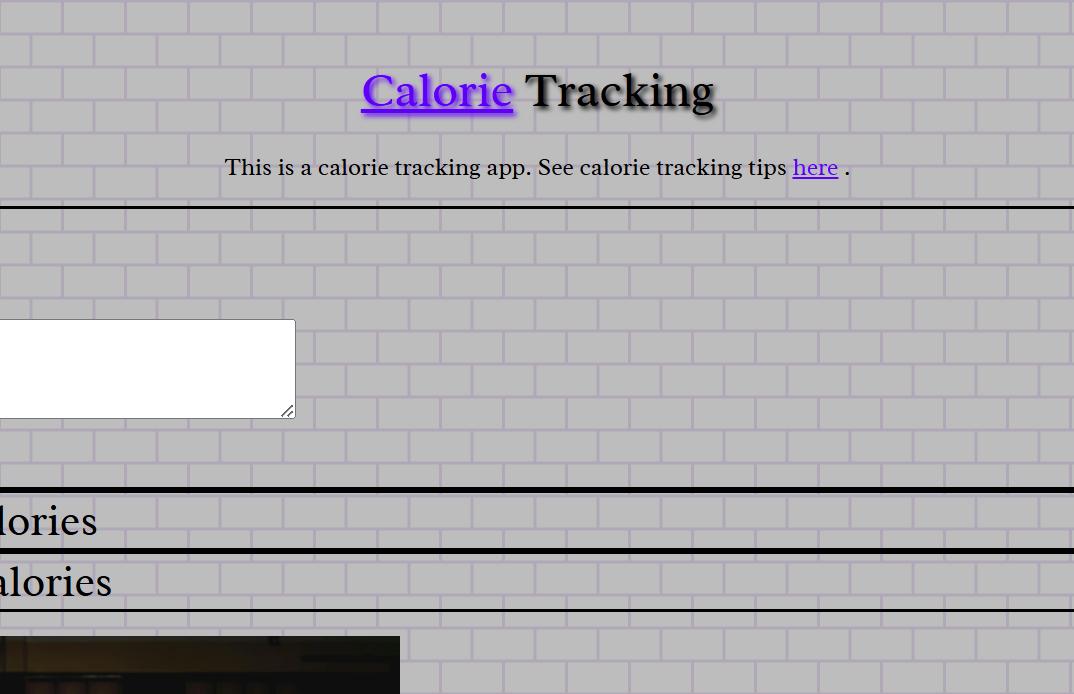 Calorie Tracking
This is a calorie tracking app. See calorie tracking tips here .
lories
alories